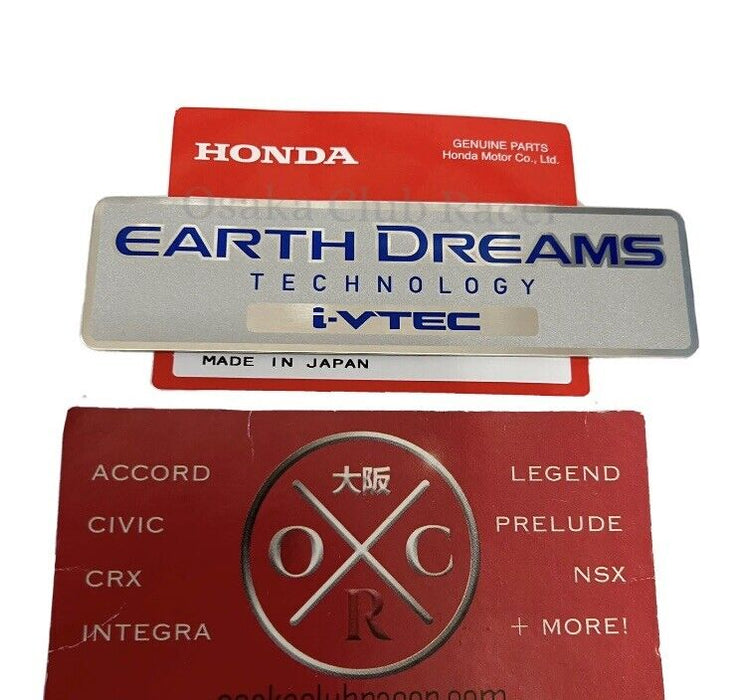 HONDA
GENUINE PARTS
Honda Motor Co., Ltd.
Osaka Club Racer
EARTH DREAMS
TECHNOLOGY
i-VTEC
MADE IN JAPAN
ACCORD
CIVIC
CRX
INTEGRA
大阪
O C
R
LEGEND
PRELUDE
NSX
+ MORE!
osakaclubracer.com